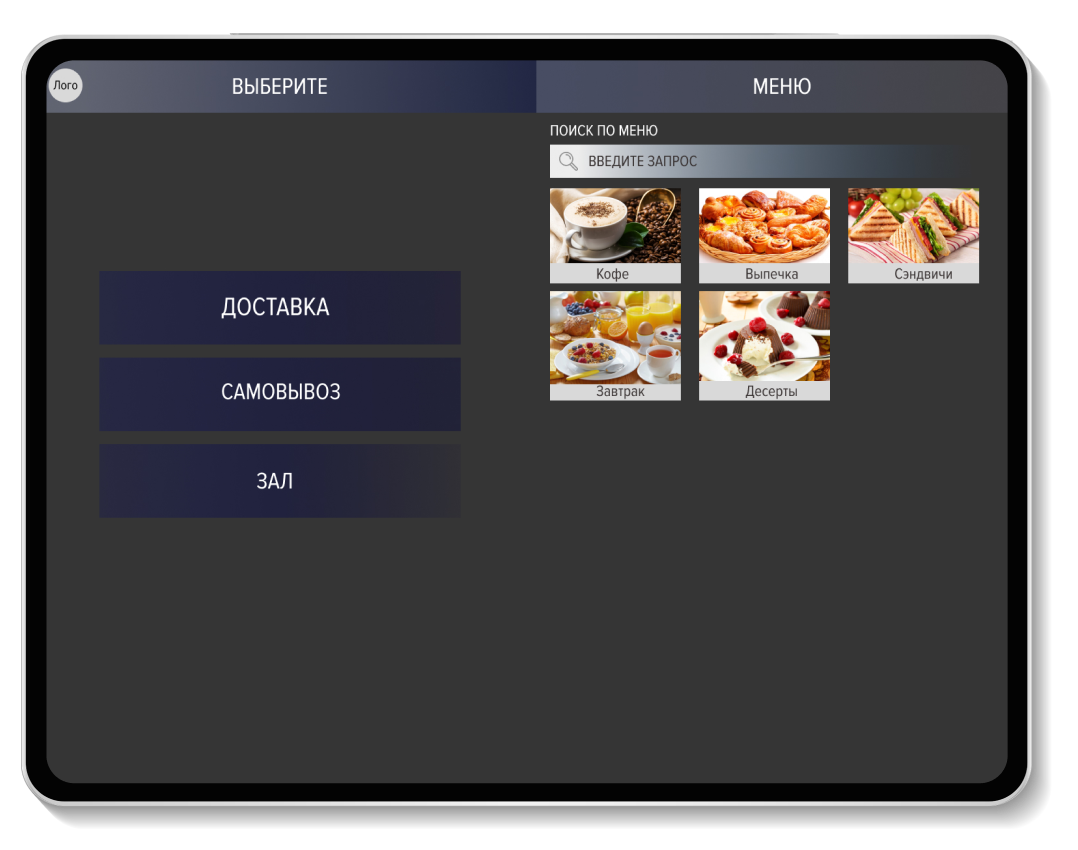 Лого
ВЫБЕРИТЕ
МЕНЮ
ДОСТАВКА
САМОВЫВОЗ
ЗАЛ
ПОИСК ПО МЕНЮ
ВВЕДИТЕ ЗАПРОС
Кофе
Выпечка
Сэндвичи
Завтрак
Десерты